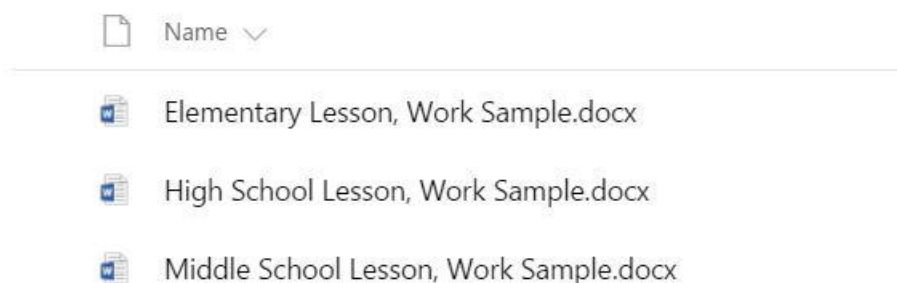 Name
Elementary Lesson, Work Sample.docx
High School Lesson, Work Sample.docx
Middle School Lesson, Work Sample.docx